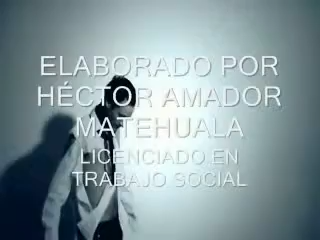 ELABORADO POR
HÉCTOR AMADOR
MATEHUALA
LICENCIADO EN
TRABAJO SOCIAL